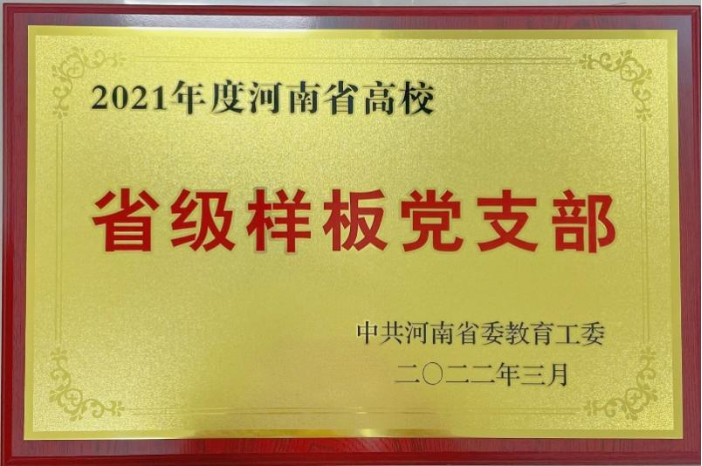 2021年度河南省高校
省级样板党支部
中共河南省委教育工委
二〇二二年三月